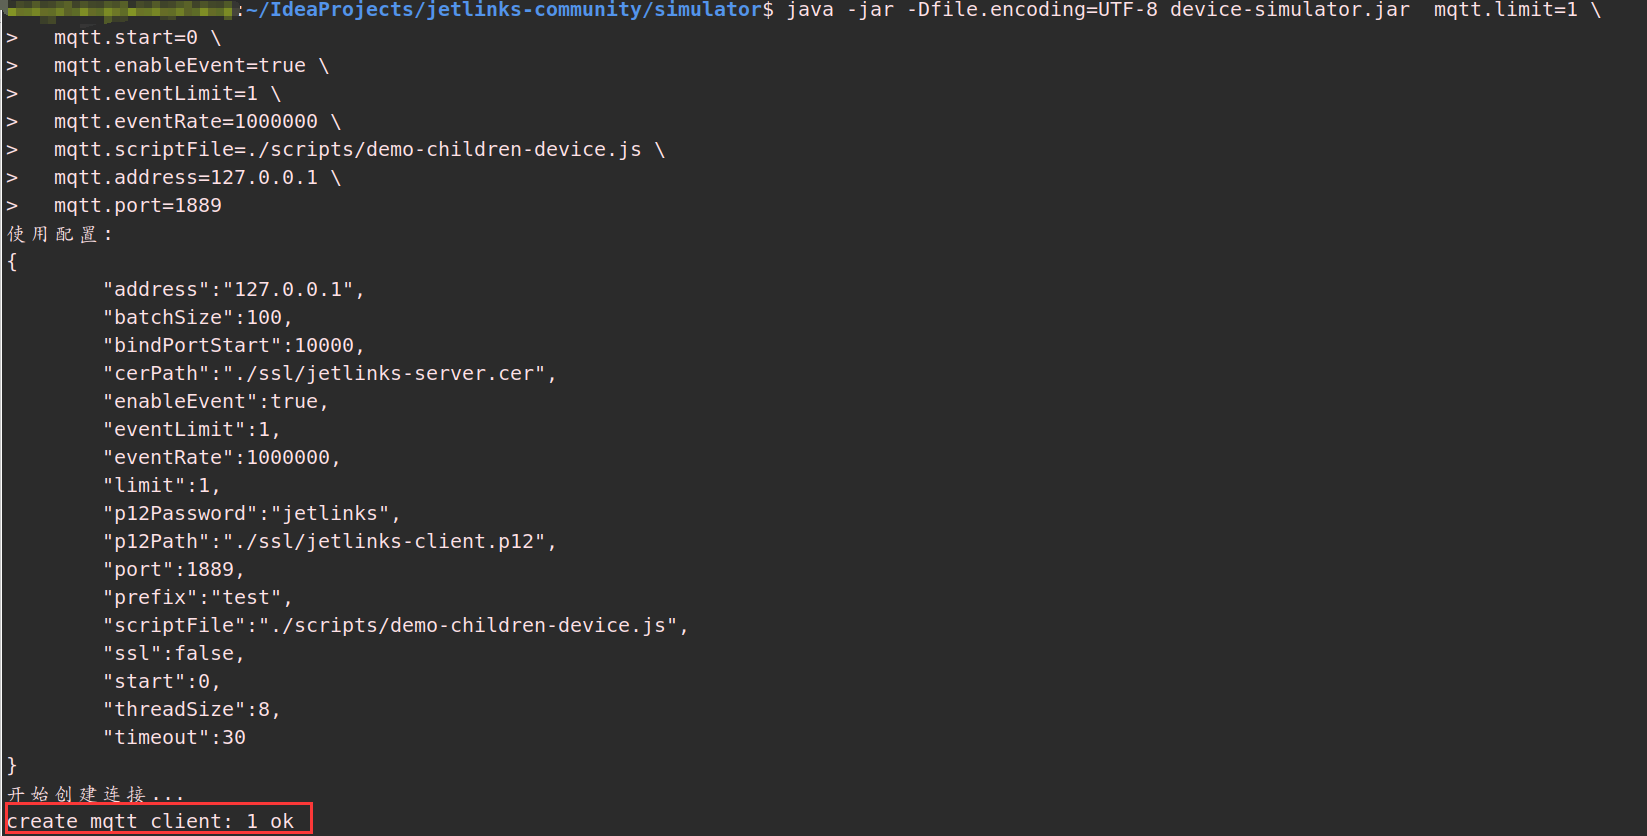 :~/IdeaProjects/jetlinks-community/simulator$ java -jar -Dfile.encoding=UTF-8 device-simulator.jar  mqtt.limit=1 \
>   mqtt.start=0 \
>   mqtt.enableEvent=true \
>   mqtt.eventLimit=1 \
>   mqtt.eventRate=1000000 \
>   mqtt.scriptFile=./scripts/demo-children-device.js \
>   mqtt.address=127.0.0.1 \
>   mqtt.port=1889
使用配置:
{
        "address":"127.0.0.1",
        "batchSize":100,
        "bindPortStart":10000,
        "cerPath":"./ssl/jetlinks-server.cer",
        "enableEvent":true,
        "eventLimit":1,
        "eventRate":1000000,
        "limit":1,
        "p12Password":"jetlinks",
        "p12Path":"./ssl/jetlinks-client.p12",
        "port":1889,
        "prefix":"test",
        "scriptFile":"./scripts/demo-children-device.js",
        "ssl":false,
        "start":0,
        "threadSize":8,
        "timeout":30
}
开始创建连接...
create mqtt client: 1 ok